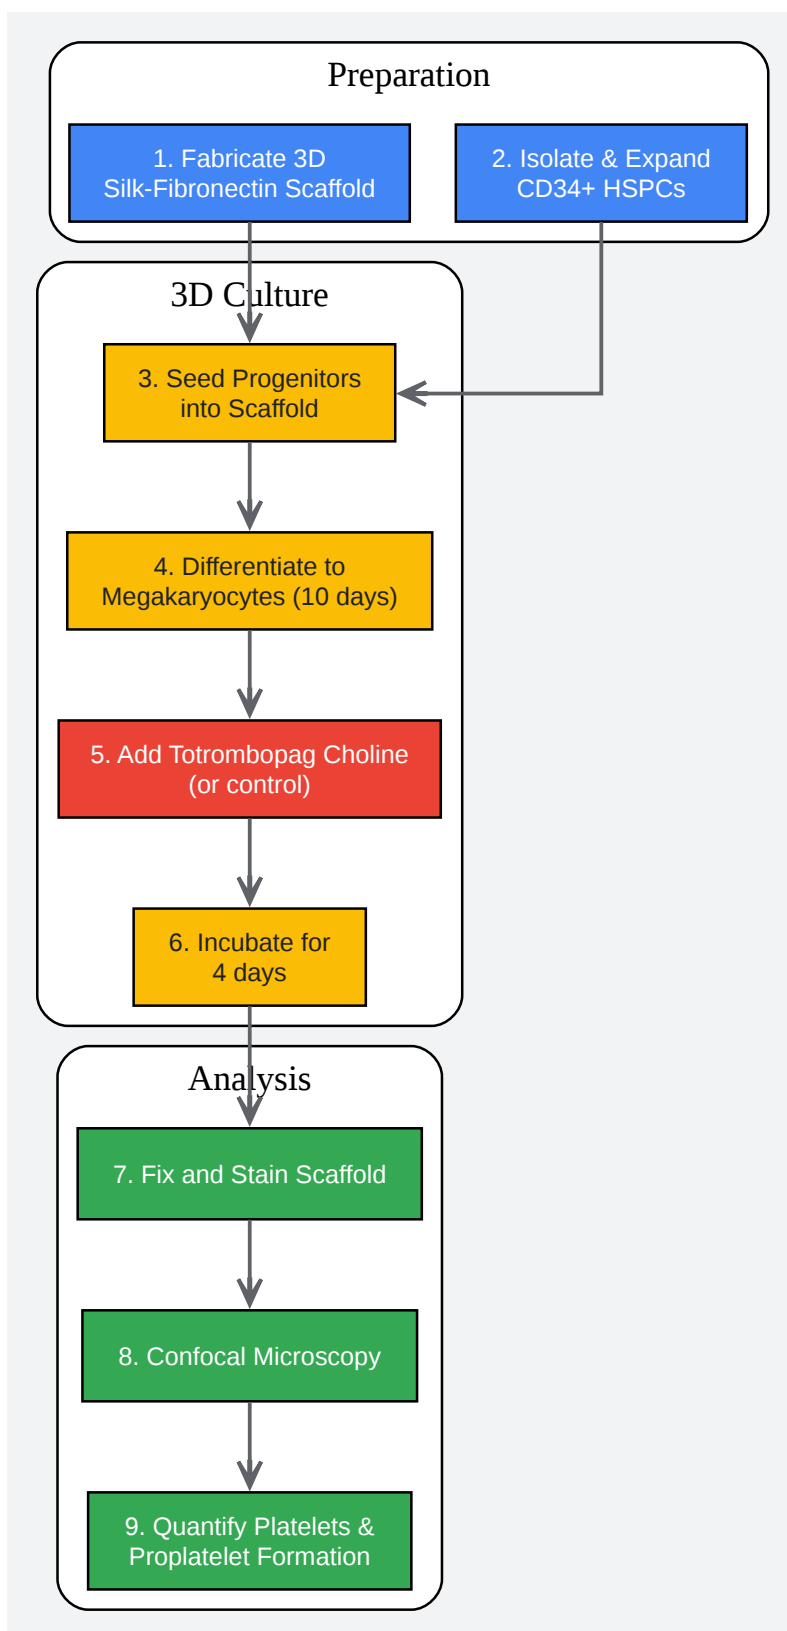 Preparation
1. Fabricate 3D
Silk-Fibronectin Scaffold
2. Isolate & Expand
CD34+ HSPCs
3D Culture
3. Seed Progenitors
into Scaffold
4. Differentiate to
Megakaryocytes (10 days)
5. Add Totrombopag Choline
(or control)
6. Incubate for
4 days
Analysis
7. Fix and Stain Scaffold
8. Confocal Microscopy
9. Quantify Platelets &
Proplatelet Formation